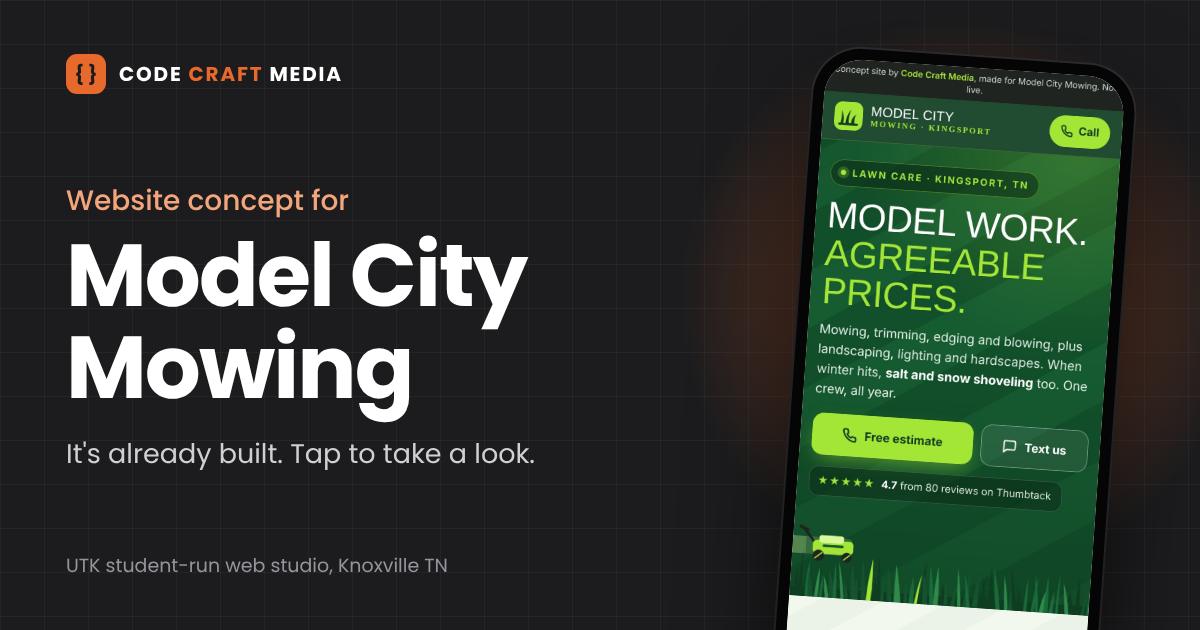 { }
CODE CRAFT MEDIA
Website concept for
Model City
Mowing
It's already built. Tap to take a look.
UTK student-run web studio, Knoxville TN
concept site by Code Craft Media, made for Model City Mowing.
live.
MODEL CITY
MOWING · KINGSPORT
Call
LAWN CARE · KINGSPORT, TN
MODEL WORK.
AGREEABLE
PRICES.
Mowing, trimming, edging and blowing, plus
landscaping, lighting and hardscapes. When
winter hits, salt and snow shoveling too. One
crew, all year.
Free estimate
Text us
★★★★★ 4.7 from 80 reviews on Thumbtack